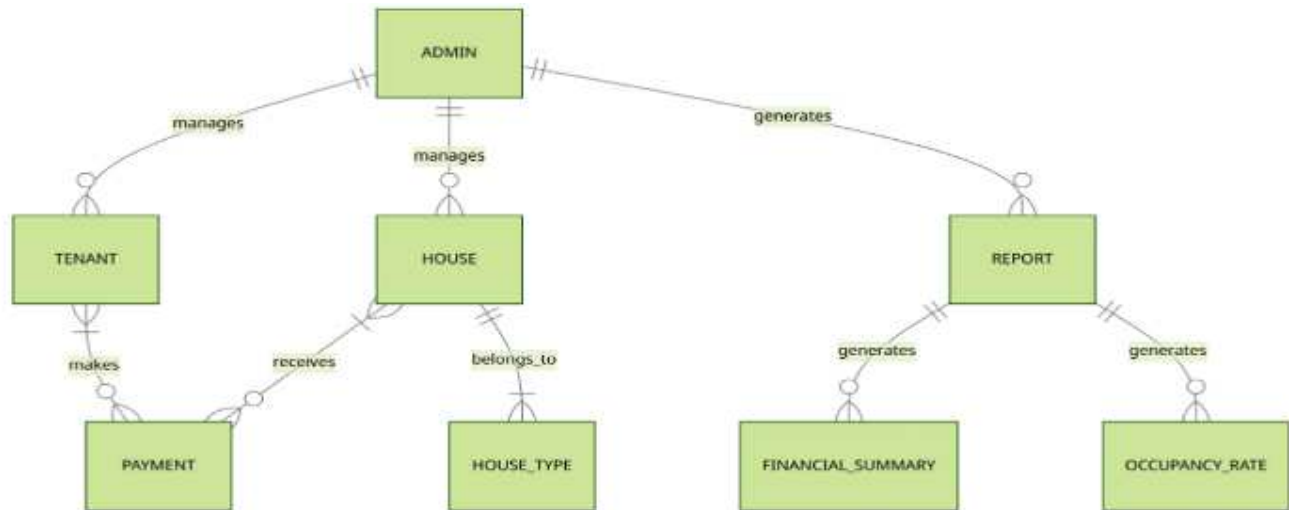 ADMIN
manages
generates
manages
TENANT
HOUSE
REPORT
makes
receives
belongs_to
generates
generates
PAYMENT
HOUSE_TYPE
FINANCIAL_SUMMARY
OCCUPANCY_RATE